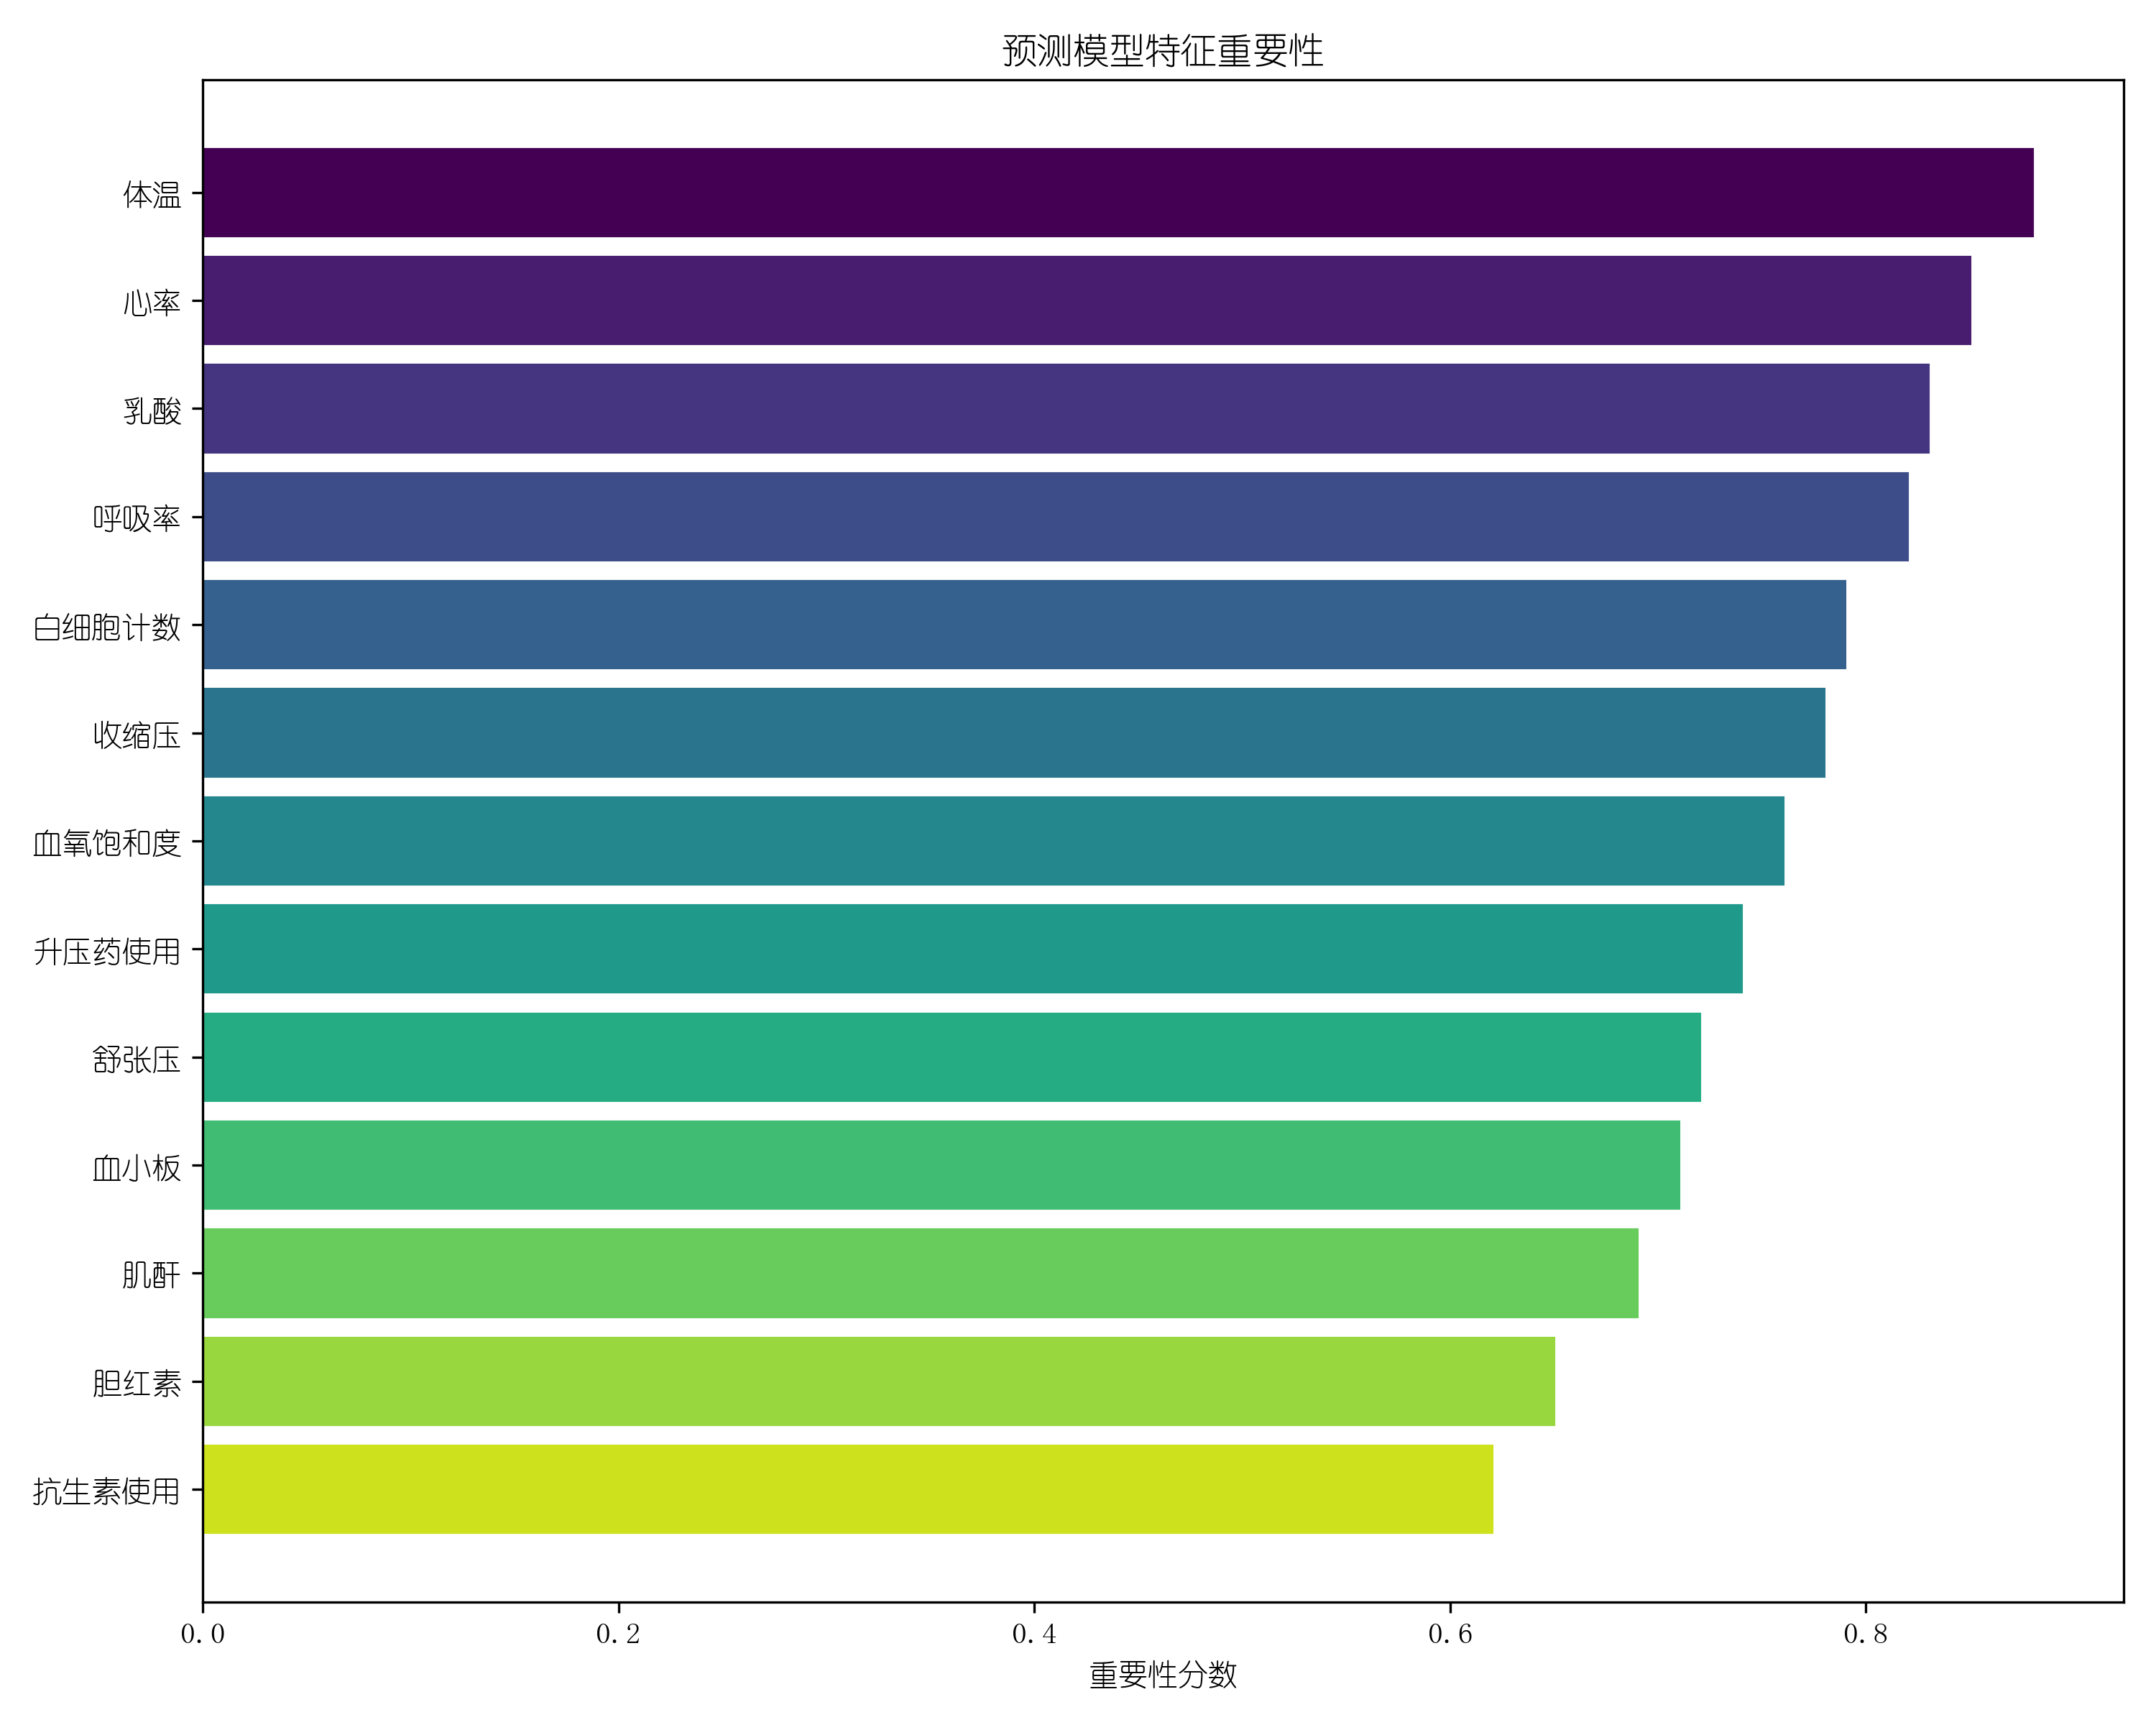 预测模型特征重要性
体温
心率
乳酸
呼吸率
白细胞计数
收缩压
血氧饱和度
升压药使用
舒张压
血小板
肌酐
胆红素
抗生素使用
0.0 0.2 0.4 0.6 0.8
重要性分数